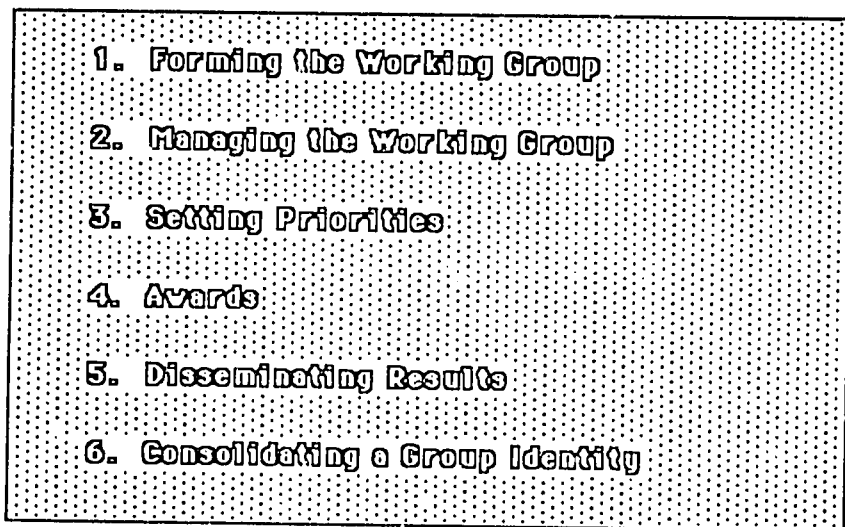 1. Forming the Working Group
2. Managing the Working Group
3. Setting Priorities
4. Awards
5. Disseminating Results
6. Consolidating a Group Identity